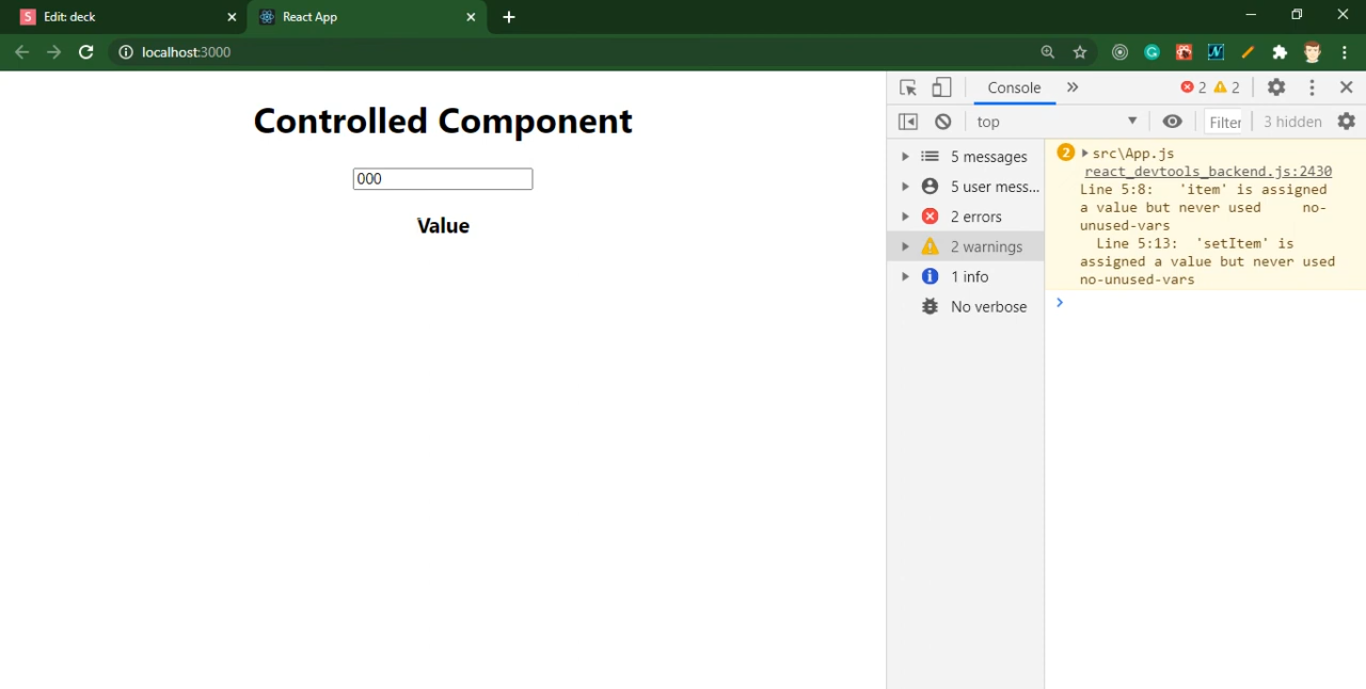 Edit: deck
React App
localhost:3000
Controlled Component
000
Value
Console
2 2
top
Filter
3 hidden
5 messages
5 user mess...
2 errors
2 warnings
1 info
No verbose
2 src\App.js
react_devtools_backend.js:2430
Line 5:8: 'item' is assigned
a value but never used no-
unused-vars
Line 5:13: 'setItem' is
assigned a value but never used
no-unused-vars